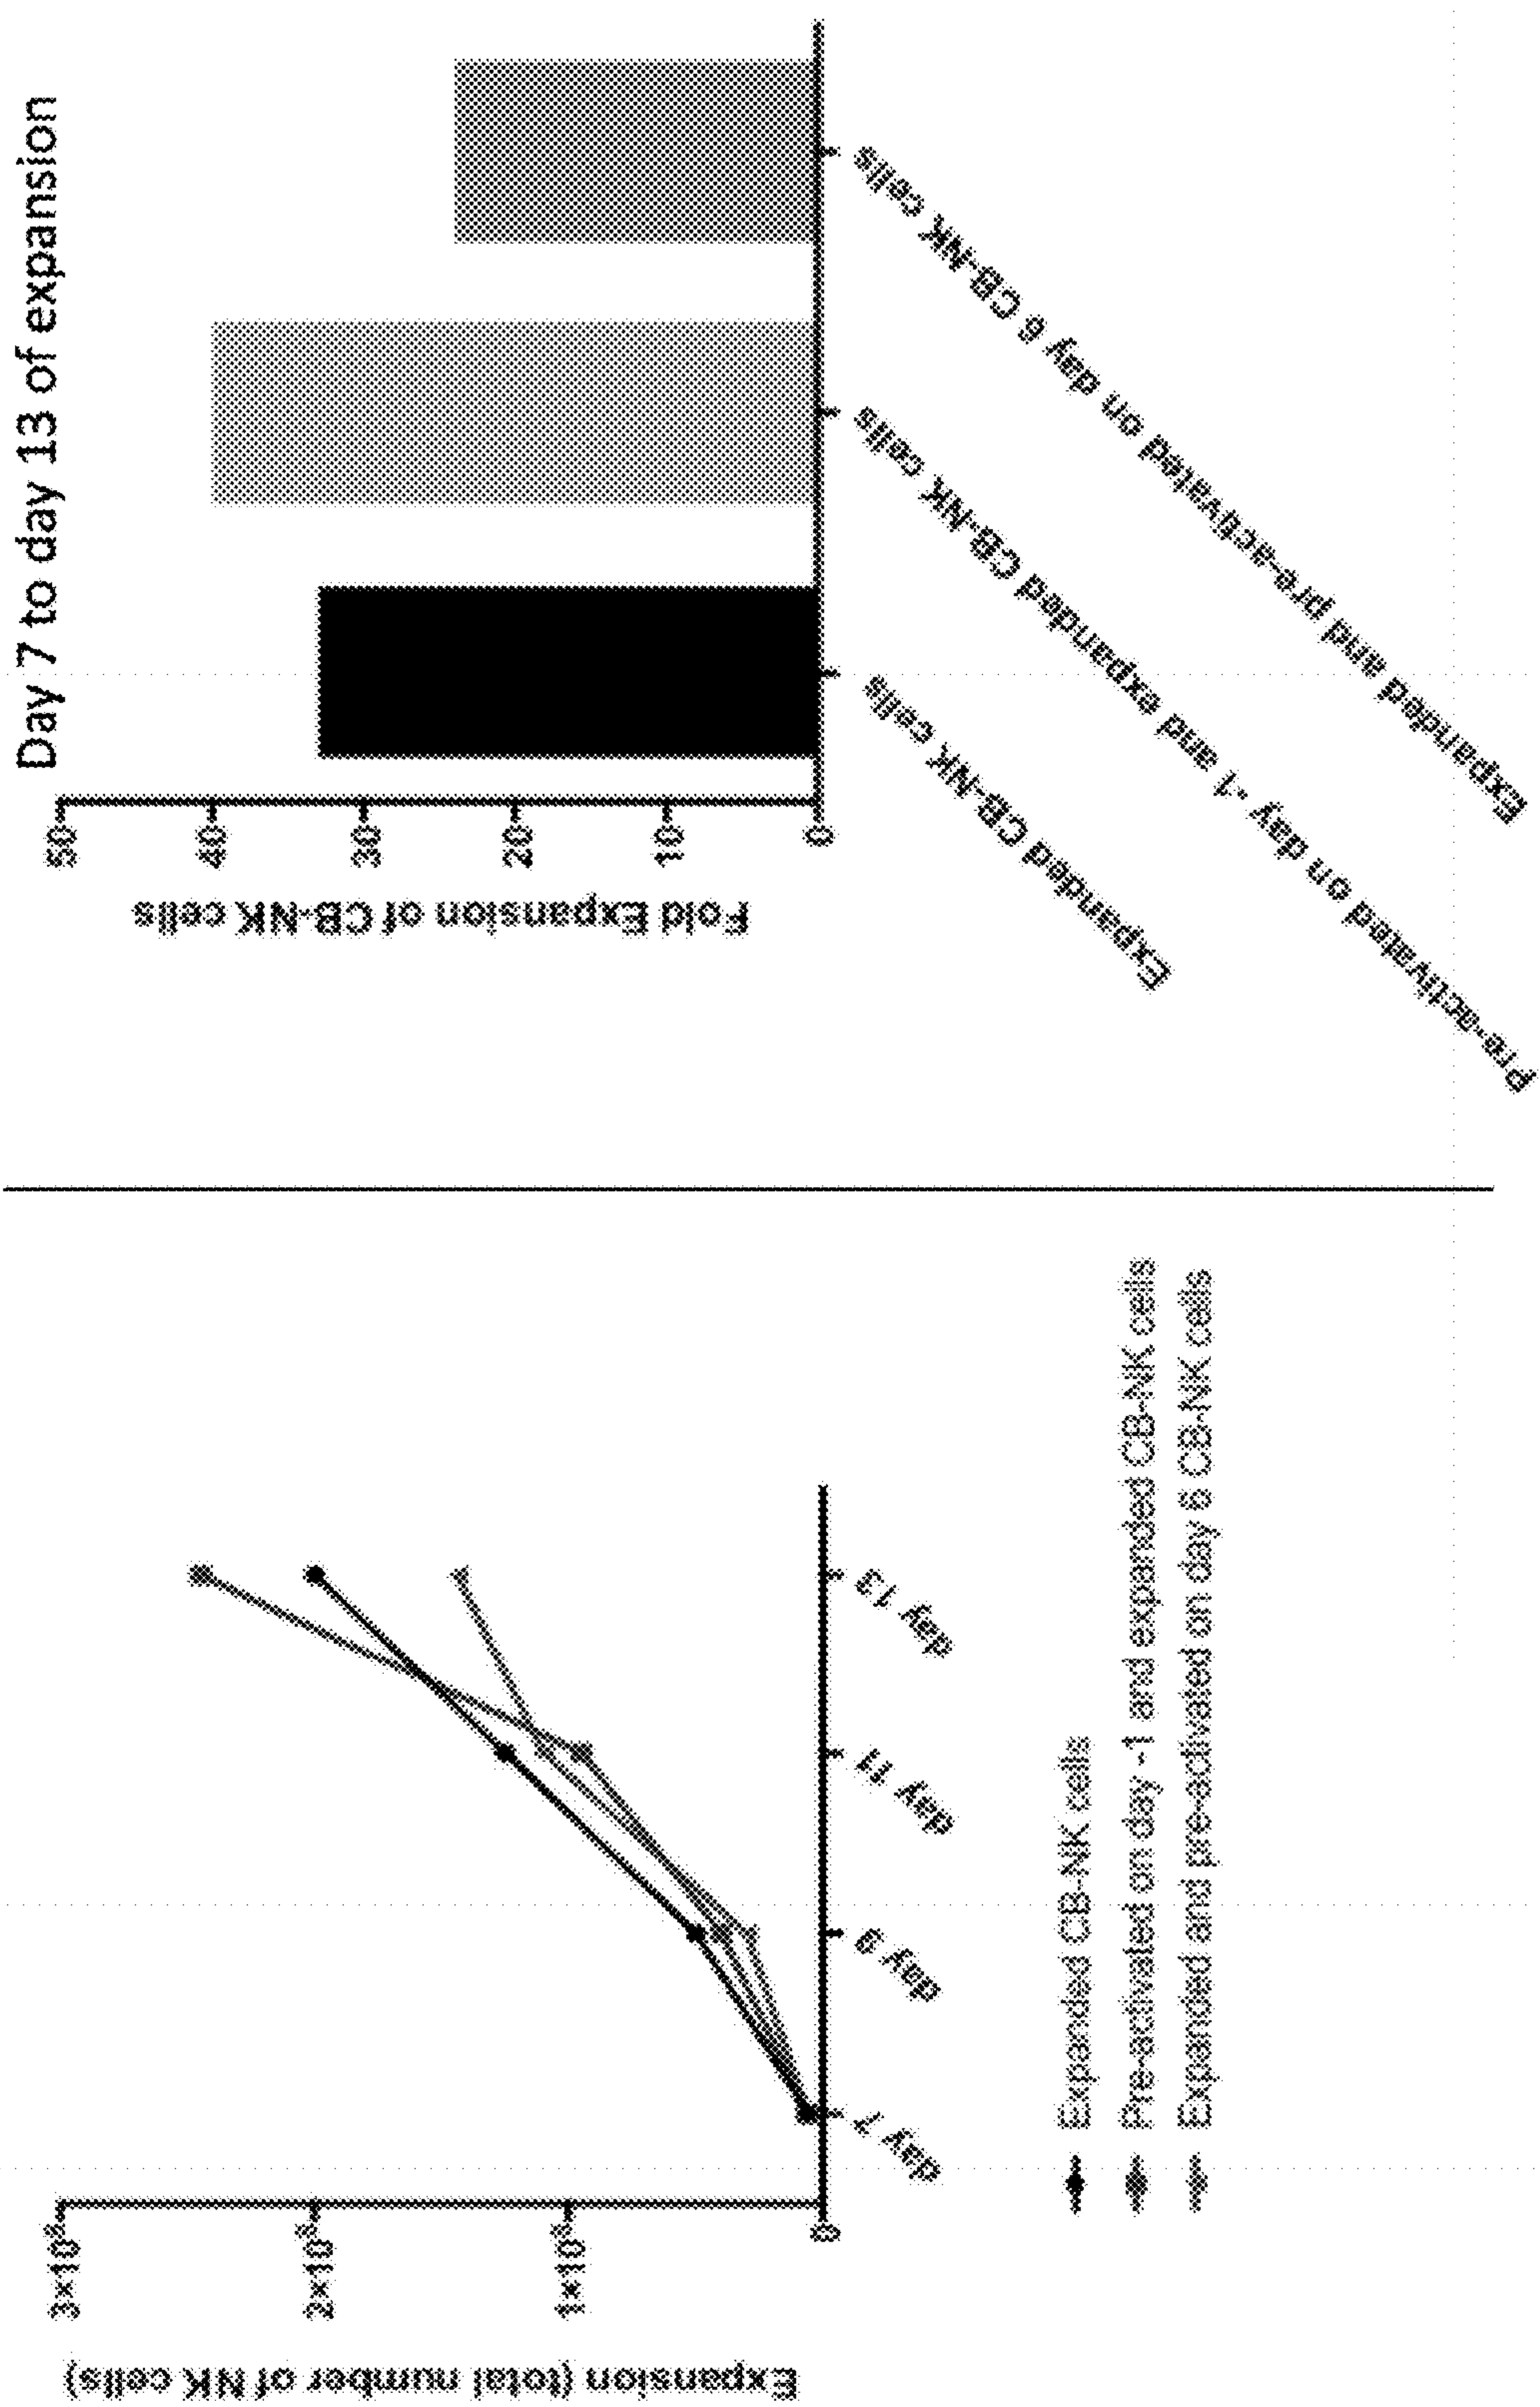 Expansion (total number of NK cells)
3×10⁸
2×10⁸
1×10⁸
0
day 7
day 9
day 11
day 13
Expanded CB-NK cells
Pre-activated on day -1 and expanded CB-NK cells
Expanded and pre-activated on day 6 CB-NK cells
Day 7 to day 13 of expansion
Fold Expansion of CB-NK cells
50
40
30
20
10
0
Expanded CB-NK cells
Pre-activated on day -1 and expanded CB-NK cells
Expanded and pre-activated on day 6 CB-NK cells